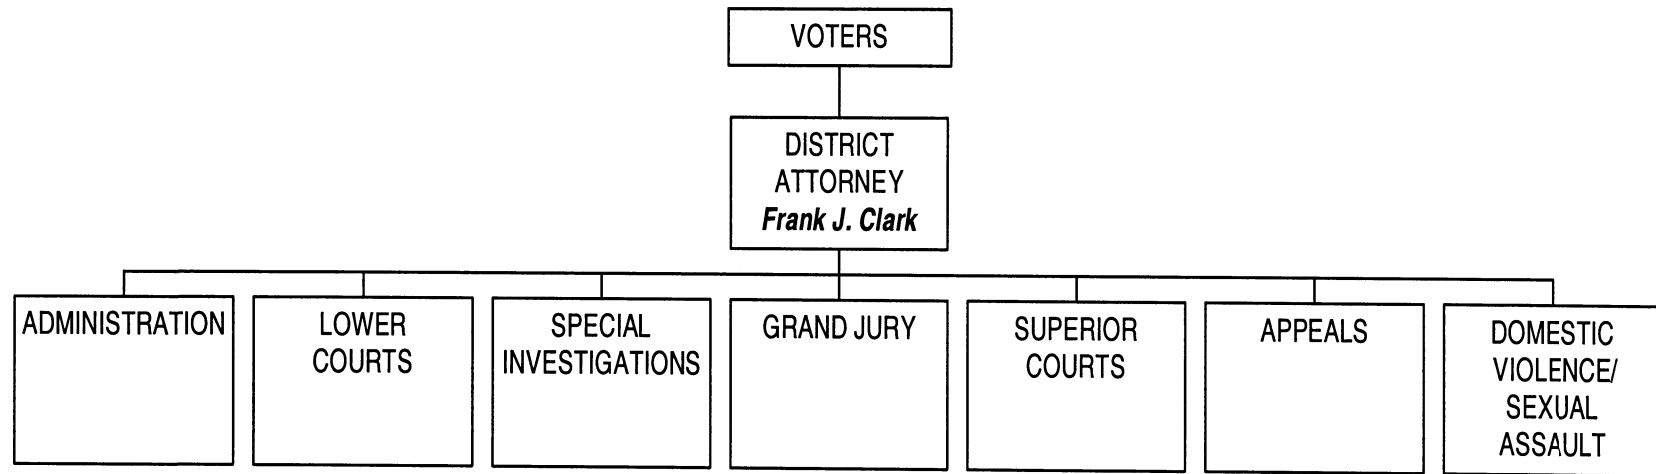 VOTERS
DISTRICT
ATTORNEY
Frank J. Clark
ADMINISTRATION
LOWER
COURTS
SPECIAL
INVESTIGATIONS
GRAND JURY
SUPERIOR
COURTS
APPEALS
DOMESTIC
VIOLENCE/
SEXUAL
ASSAULT